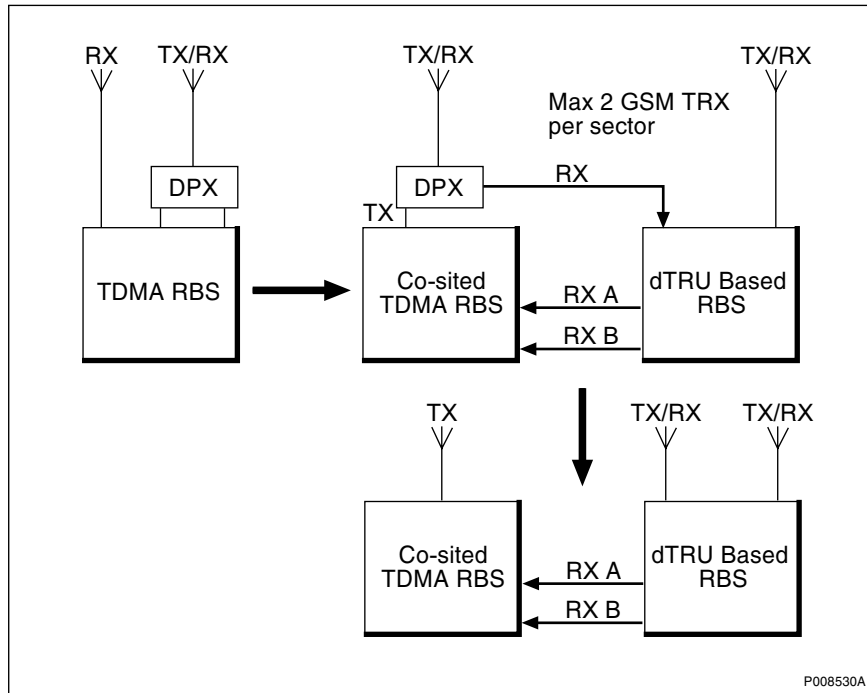 RX
TX/RX
DPX
TDMA RBS
TX/RX
Max 2 GSM TRX
per sector
TX/RX
DPX
RX
TX
Co-sited
TDMA RBS
RX A
RX B
dTRU Based
RBS
TX
TX/RX
TX/RX
Co-sited
TDMA RBS
RX A
RX B
dTRU Based
RBS
P008530A